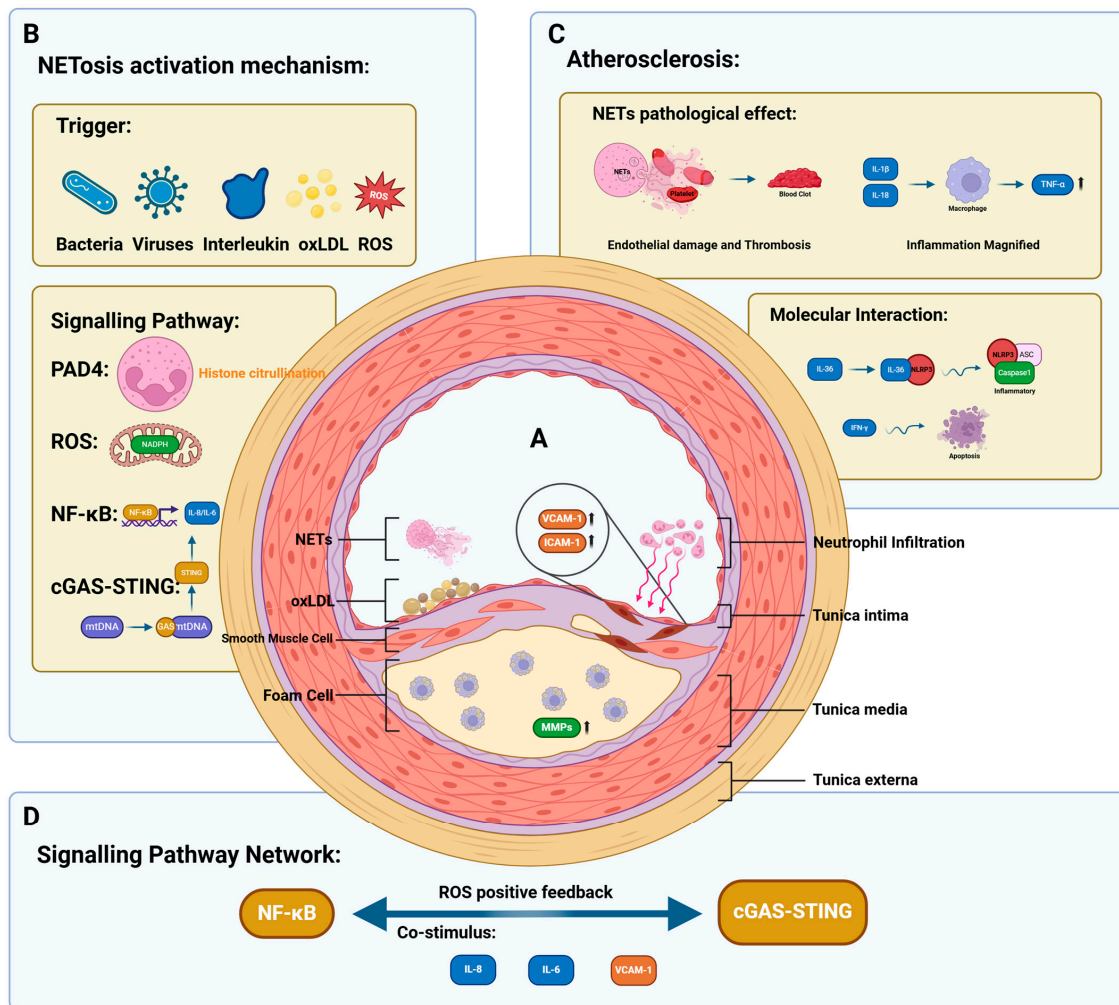 B
NETosis activation mechanism:
Trigger:
ROS
Bacteria Viruses Interleukin oxLDL ROS
Signalling Pathway:
PAD4:
Histone citrullination
ROS:
NADPH
NF-κB:
NF-κB
IL-8/IL-6
STING
cGAS-STING:
mtDNA
GAS
mtDNA
C
Atherosclerosis:
NETs pathological effect:
NETs
Platelet
Blood Clot
Endothelial damage and Thrombosis
IL-1β
IL-18
Macrophage
TNF-α
Inflammation Magnified
Molecular Interaction:
IL-36
IL-36
NLRP3
NLRP3
ASC
Caspase1
Inflammatory
IFN-γ
Apoptosis
A
VCAM-1
ICAM-1
NETs
oxLDL
Smooth Muscle Cell
Foam Cell
MMPs
Neutrophil Infiltration
Tunica intima
Tunica media
Tunica externa
D
Signalling Pathway Network:
NF-κB
ROS positive feedback
cGAS-STING
Co-stimulus:
IL-8
IL-6
VCAM-1